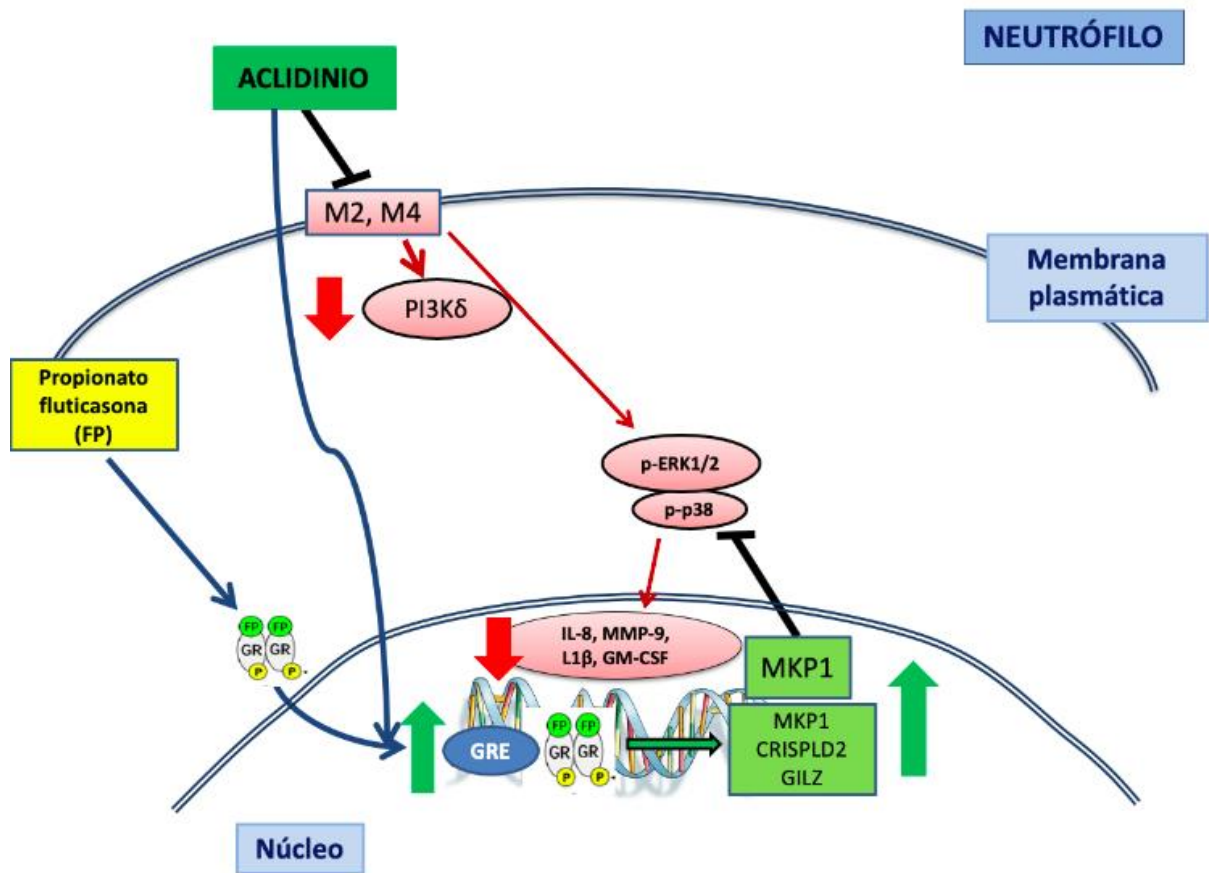 NEUTRÓFILO
ACLIDINIO
M2, M4
PI3Kδ
Membrana
plasmática
Propionato
fluticasona
(FP)
p-ERK1/2
p-p38
FP FP
GR GR
P P
IL-8, MMP-9,
L1β, GM-CSF
MKP1
MKP1
CRISPLD2
GILZ
GRE
FP FP
GR GR
P P
Núcleo